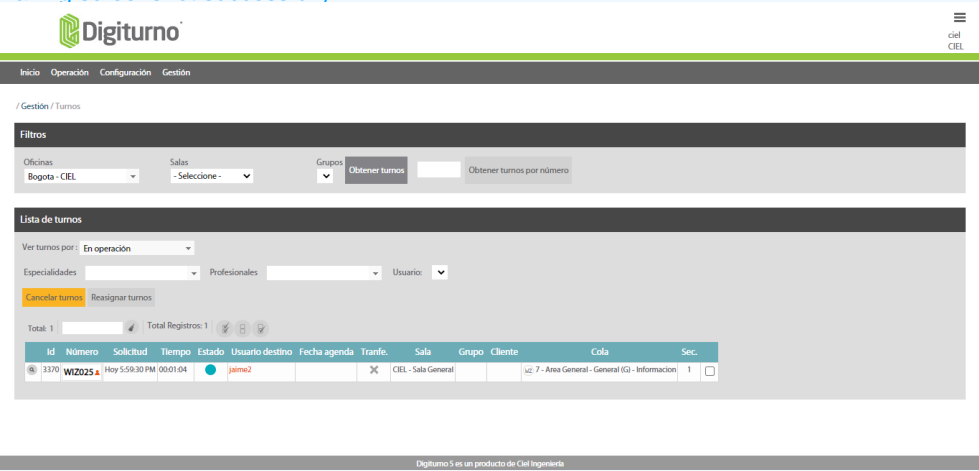 Digiturno
ciel
CIEL
Inicio Operación Configuración Gestión
/ Gestión / Turnos
Filtros
Oficinas Salas Grupos
Bogota - CIEL - Seleccione - Obtener turnos Obtener turnos por número
Lista de turnos
Ver turnos por : En operación
Especialidades Profesionales Usuario:
Cancelar turnos Reasignar turnos
Total: 1 Total Registros: 1
Id Número Solicitud Tiempo Estado Usuario destino Fecha agenda Tranfe. Sala Grupo Cliente Cola Sec.
3370 WIZ025 Hoy 5:59:30 PM 00:01:04 jaime2 CIEL - Sala General WIZ 7 - Area General - General (G) - Informacion 1
Digiturno 5 es un producto de Ciel Ingeniería